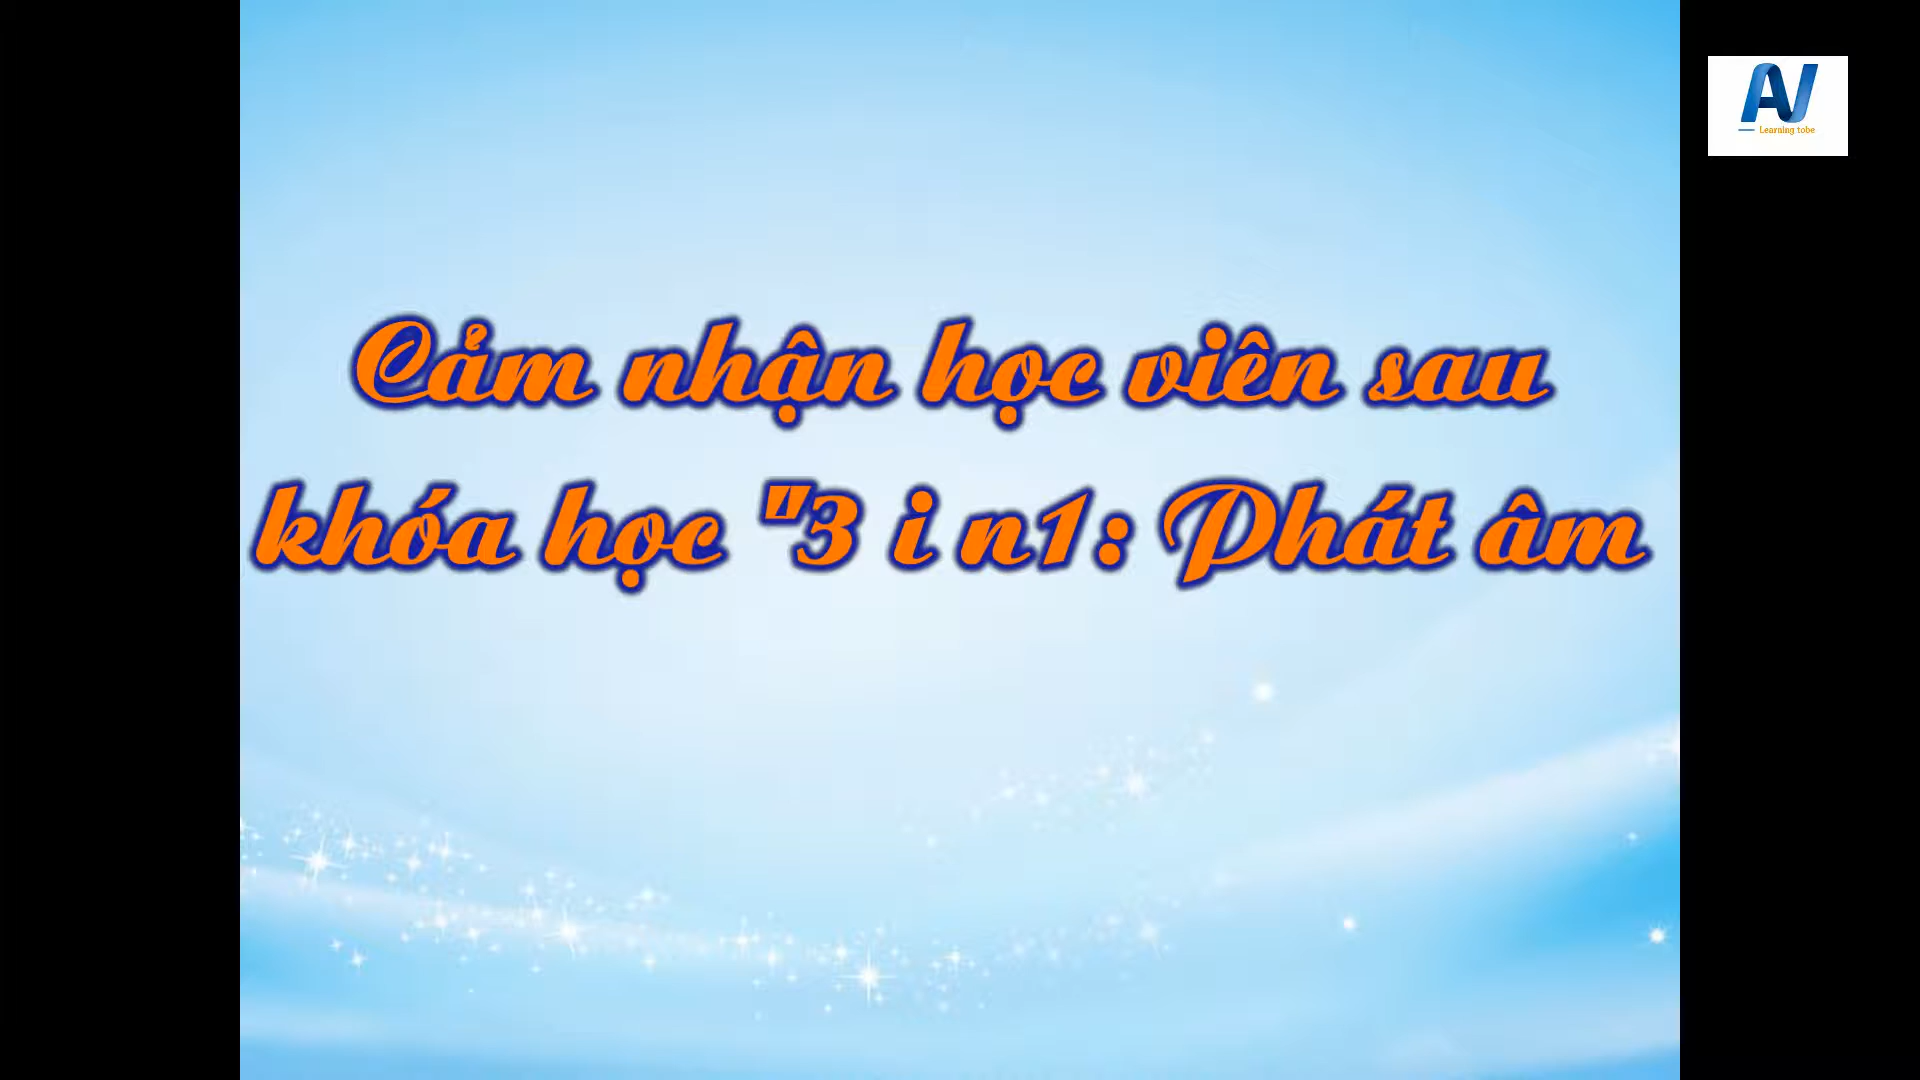 Cảm nhận học viên sau
khóa học "3 i n1: Phát âm
AV
Learning tobe